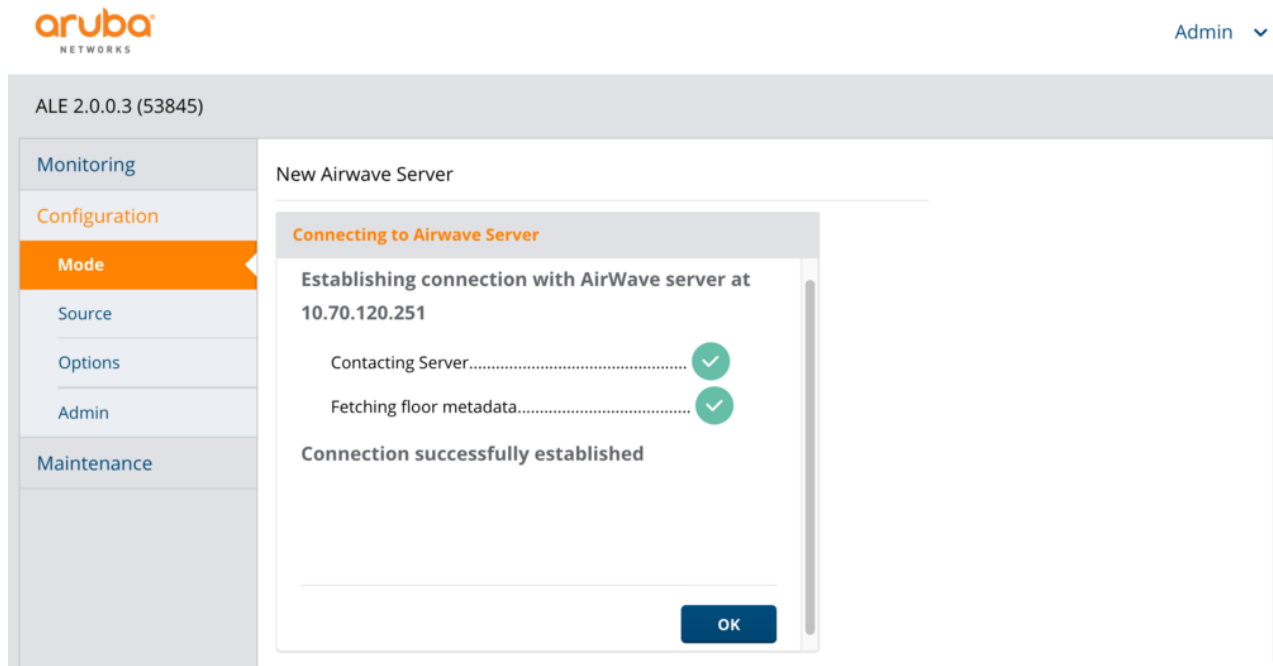 aruba
NETWORKS
Admin
ALE 2.0.0.3 (53845)
Monitoring
Configuration
Mode
Source
Options
Admin
Maintenance
New Airwave Server
Connecting to Airwave Server
Establishing connection with AirWave server at
10.70.120.251
Contacting Server.................................................
Fetching floor metadata.......................................
Connection successfully established
OK